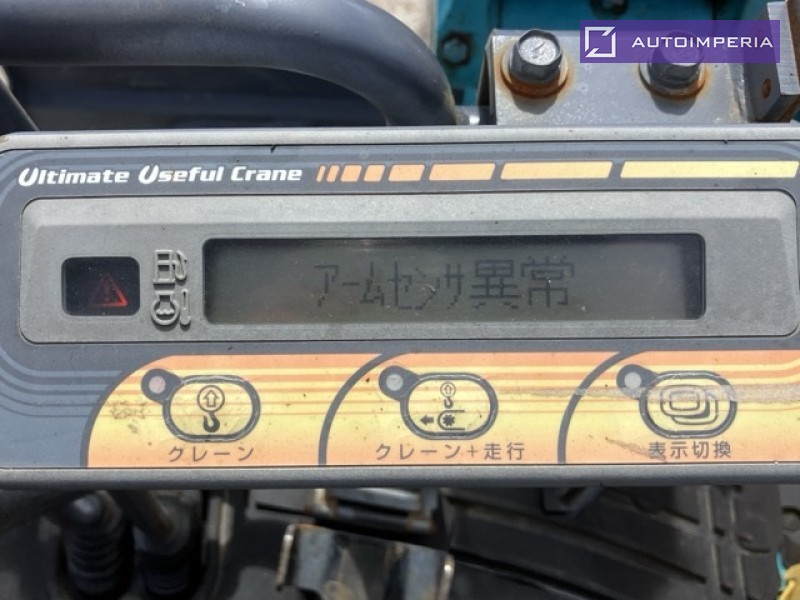 AUTOIMPERIA
Ultimate Useful Crane
アームセンサ異常
クレーン
クレーン+走行
表示切換